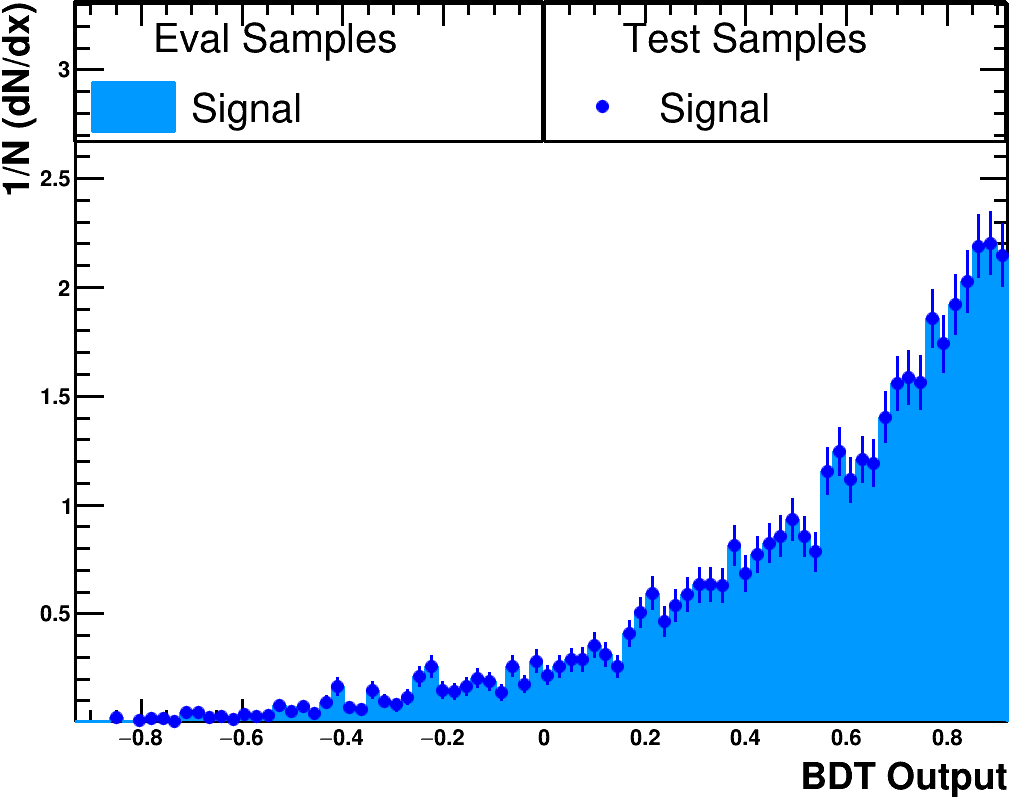 1/N (dN/dx)
Eval Samples
Test Samples
Signal
Signal
3
2.5
2
1.5
1
0.5
−0.8 −0.6 −0.4 −0.2 0 0.2 0.4 0.6 0.8
BDT Output